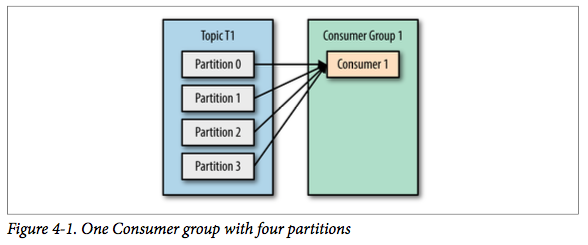 Topic T1
Partition 0
Partition 1
Partition 2
Partition 3
Consumer Group 1
Consumer 1
Figure 4-1. One Consumer group with four partitions